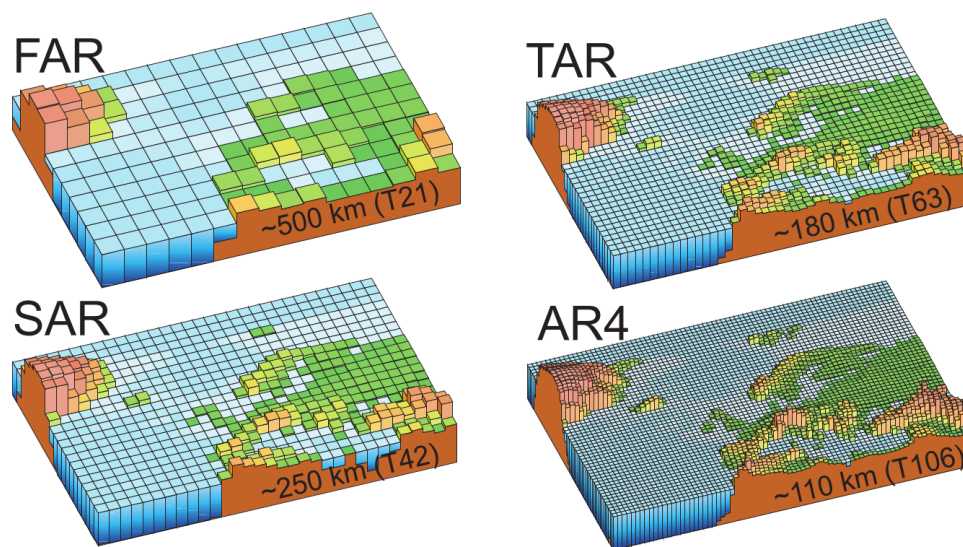 FAR
~500 km (T21)
TAR
~180 km (T63)
SAR
~250 km (T42)
AR4
~110 km (T106)